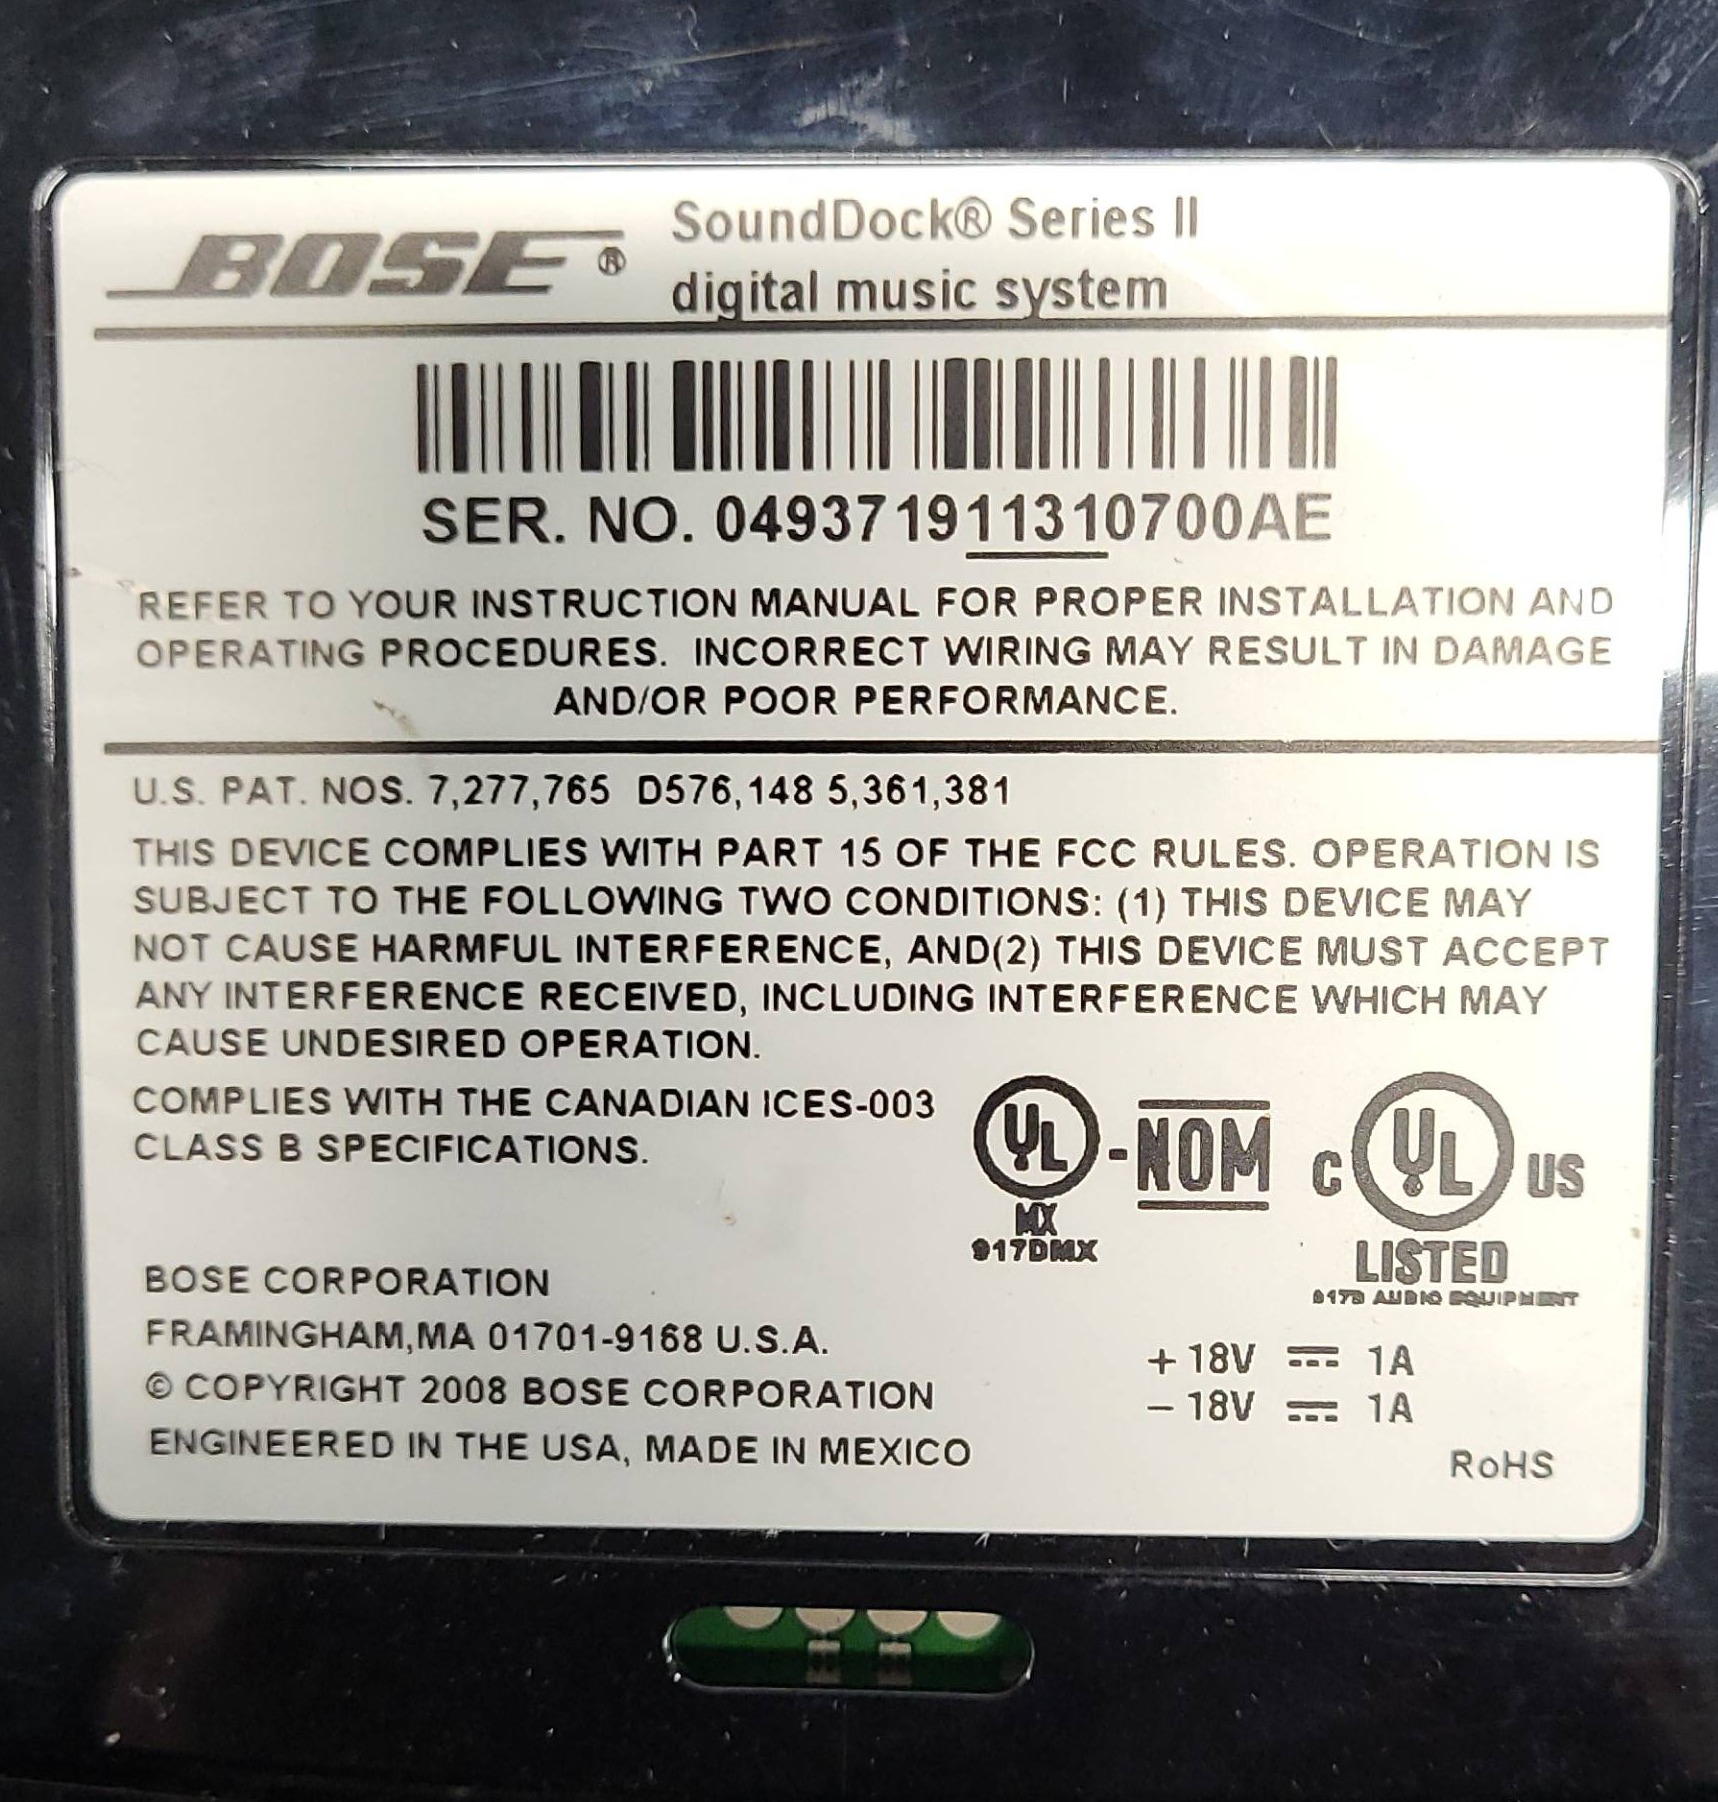 BOSE® SoundDock® Series II
digital music system
SER. NO. 049371911310700AE
REFER TO YOUR INSTRUCTION MANUAL FOR PROPER INSTALLATION AND
OPERATING PROCEDURES. INCORRECT WIRING MAY RESULT IN DAMAGE
AND/OR POOR PERFORMANCE.
U.S. PAT. NOS. 7,277,765 D576,148 5,361,381
THIS DEVICE COMPLIES WITH PART 15 OF THE FCC RULES. OPERATION IS
SUBJECT TO THE FOLLOWING TWO CONDITIONS: (1) THIS DEVICE MAY
NOT CAUSE HARMFUL INTERFERENCE, AND(2) THIS DEVICE MUST ACCEPT
ANY INTERFERENCE RECEIVED, INCLUDING INTERFERENCE WHICH MAY
CAUSE UNDESIRED OPERATION.
COMPLIES WITH THE CANADIAN ICES-003
CLASS B SPECIFICATIONS.
UL-NOM
MX
917DMX
C UL US
LISTED
917D AUDIO EQUIPMENT
BOSE CORPORATION
FRAMINGHAM,MA 01701-9168 U.S.A.
© COPYRIGHT 2008 BOSE CORPORATION
ENGINEERED IN THE USA, MADE IN MEXICO
+ 18V ⎓ 1A
– 18V ⎓ 1A
RoHS